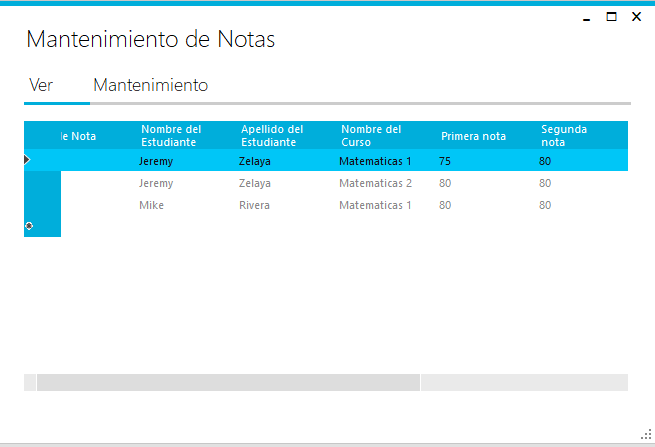 Mantenimiento de Notas
Ver Mantenimiento
de Nota Nombre del Estudiante Apellido del Estudiante Nombre del Curso Primera nota Segunda nota
Jeremy Zelaya Matematicas 1 75 80
Jeremy Zelaya Matematicas 2 80 80
Mike Rivera Matematicas 1 80 80